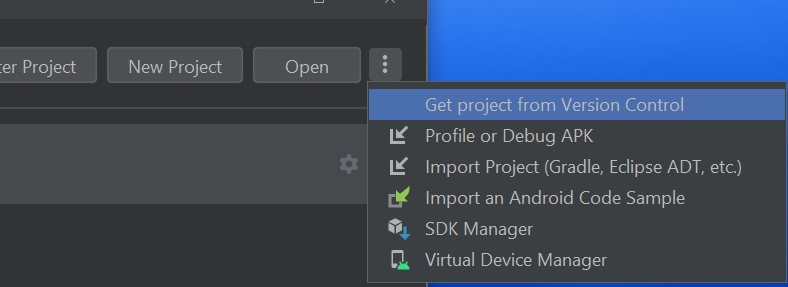 ter Project New Project Open
Get project from Version Control
Profile or Debug APK
Import Project (Gradle, Eclipse ADT, etc.)
Import an Android Code Sample
SDK Manager
Virtual Device Manager